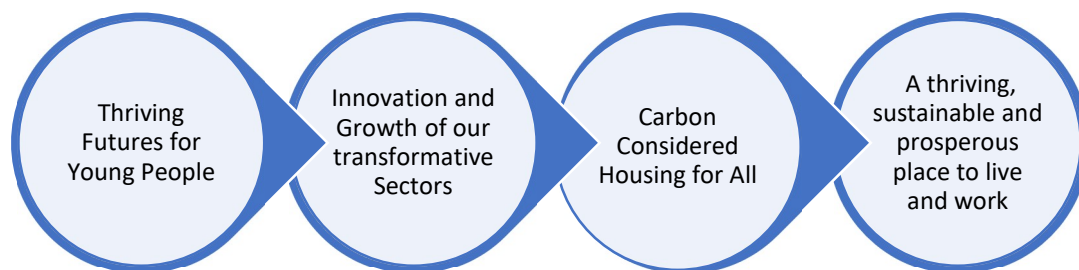 Thriving
Futures for
Young People
Innovation and
Growth of our
transformative
Sectors
Carbon
Considered
Housing for All
A thriving,
sustainable and
prosperous
place to live
and work